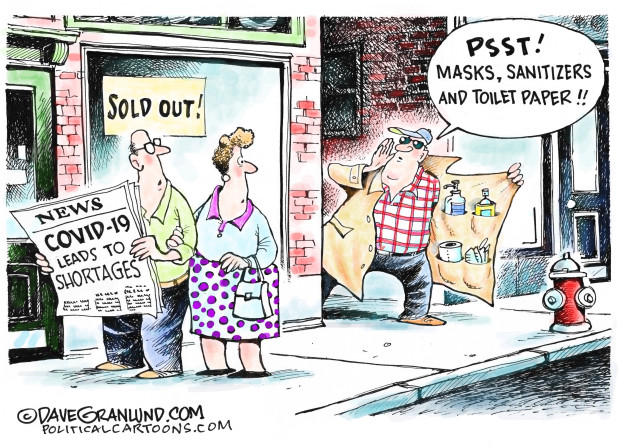 SOLD OUT!
PSST!
MASKS, SANITIZERS
AND TOILET PAPER!!
NEWS
COVID-19
LEADS TO
SHORTAGES
©DAVEGRANLUND.COM
POLITICALCARTOONS.COM